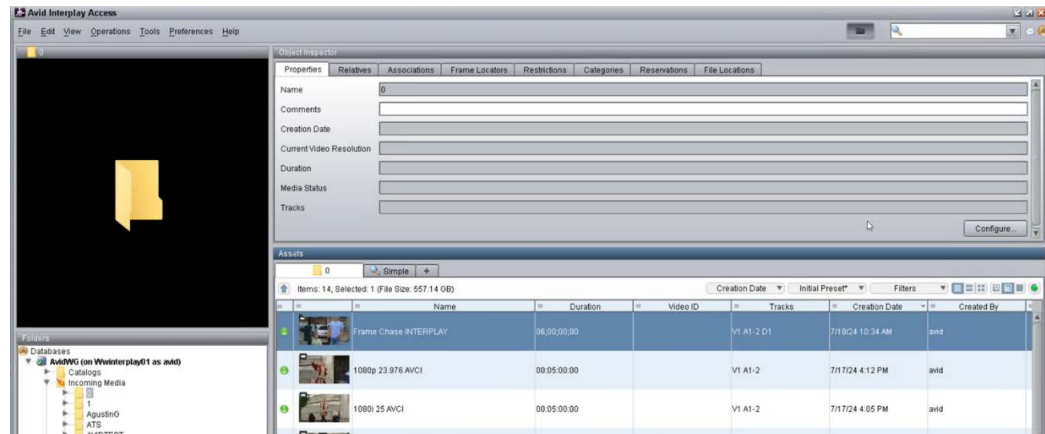 Avid Interplay Access
File Edit View Operations Tools Preferences Help
0
Object Inspector
Properties Relatives Associations Frame Locators Restrictions Categories Reservations File Locations
Name 0
Comments
Creation Date
Current Video Resolution
Duration
Media Status
Tracks
Configure...
Assets
0 Simple +
Items: 14, Selected: 1 (File Size: 557.14 GB) Creation Date Initial Preset* Filters
Name Duration Video ID Tracks Creation Date Created By
Frame Chase INTERPLAY 06;00;00;00 V1 A1-2 D1 7/19/24 10:34 AM avid
1080p 23.976 AVCI 00:05:00:00 V1 A1-2 7/17/24 4:12 PM avid
1080i 25 AVCI 00:05:00:00 V1 A1-2 7/17/24 4:05 PM avid
Folders
Databases
AvidWG (on Wwinterplay01 as avid)
Catalogs
Incoming Media
0
1
AgustinG
ATS